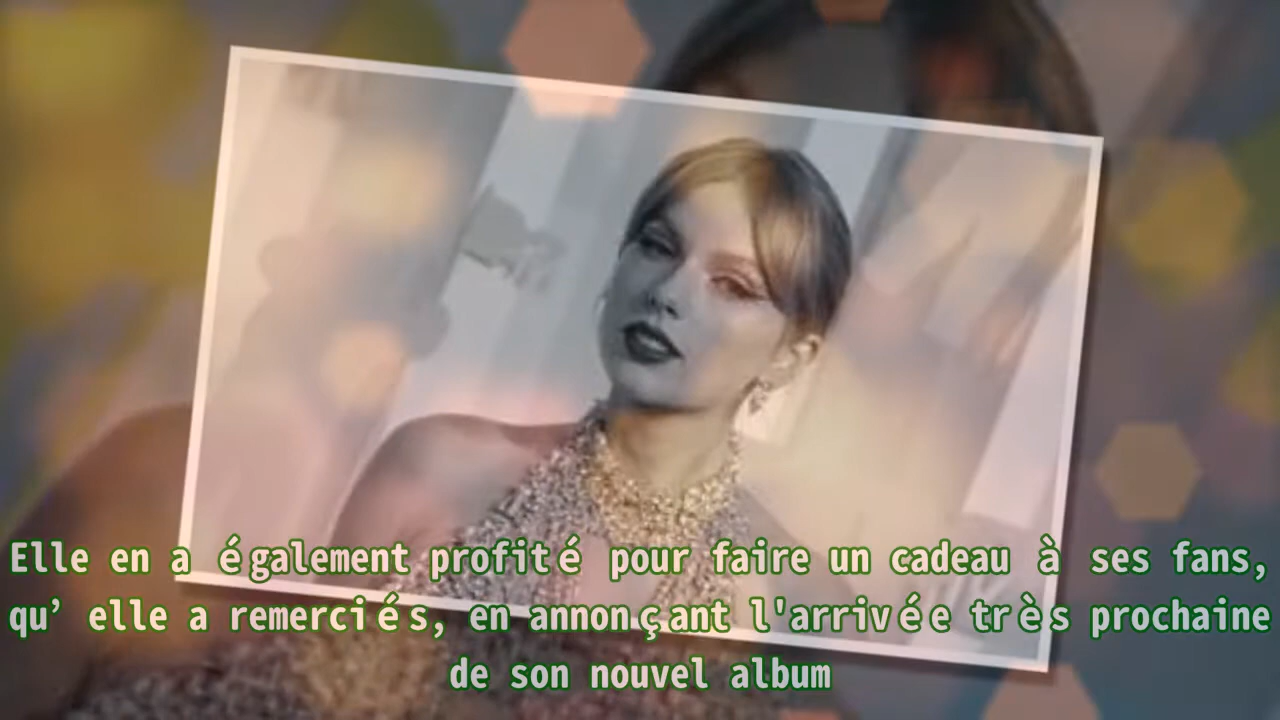 Elle en a également profité pour faire un cadeau à ses fans,
qu’ elle a remerciés, en annonçant l'arrivée très prochaine
de son nouvel album